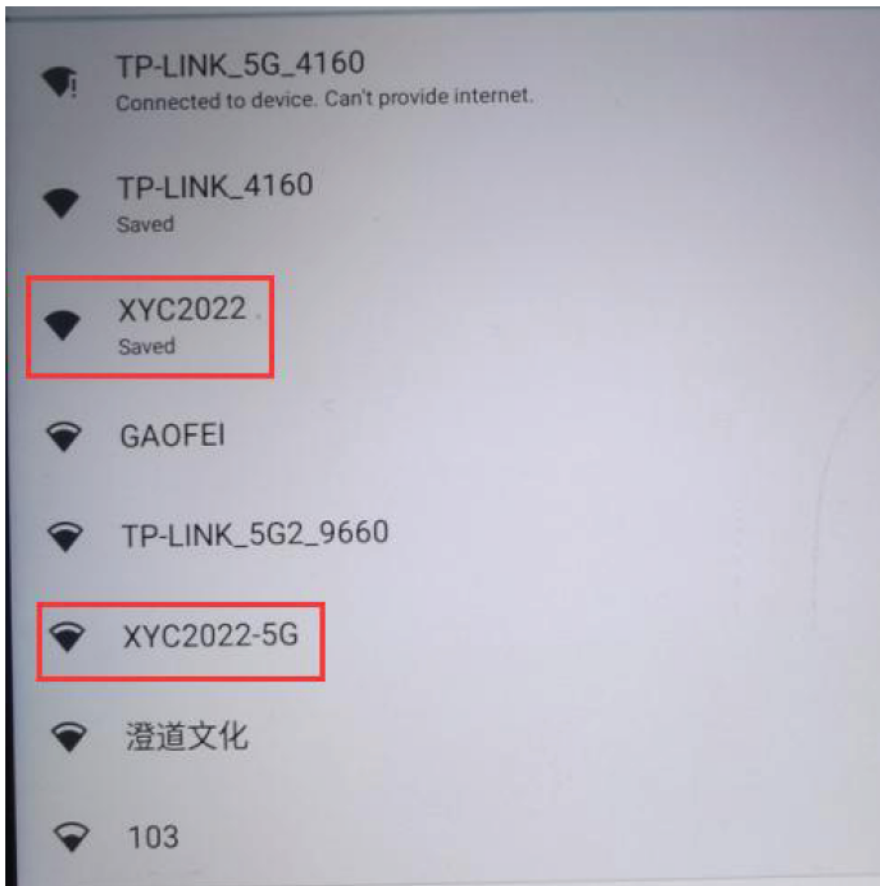 TP-LINK_5G_4160
Connected to device. Can't provide internet.
TP-LINK_4160
Saved
XYC2022
Saved
GAOFEI
TP-LINK_5G2_9660
XYC2022-5G
澄道文化
103